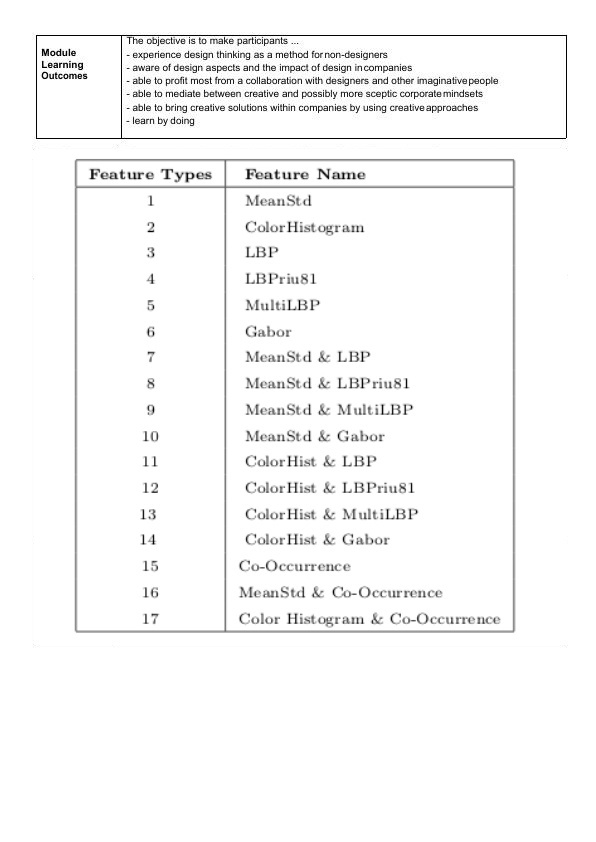 The objective is to make participants ...
Module
Learning
Outcomes
- experience design thinking as a method for non-designers
- aware of design aspects and the impact of design in companies
- able to profit most from a collaboration with designers and other imaginative people
- able to mediate between creative and possibly more sceptic corporate mindsets
- able to bring creative solutions within companies by using creative approaches
- learn by doing
Feature Types Feature Name
1 MeanStd
2 ColorHistogram
3 LBP
4 LBPriu81
5 MultiLBP
6 Gabor
7 MeanStd & LBP
8 MeanStd & LBPriu81
9 MeanStd & MultiLBP
10 MeanStd & Gabor
11 ColorHist & LBP
12 ColorHist & LBPriu81
13 ColorHist & MultiLBP
14 ColorHist & Gabor
15 Co-Occurrence
16 MeanStd & Co-Occurrence
17 Color Histogram & Co-Occurrence